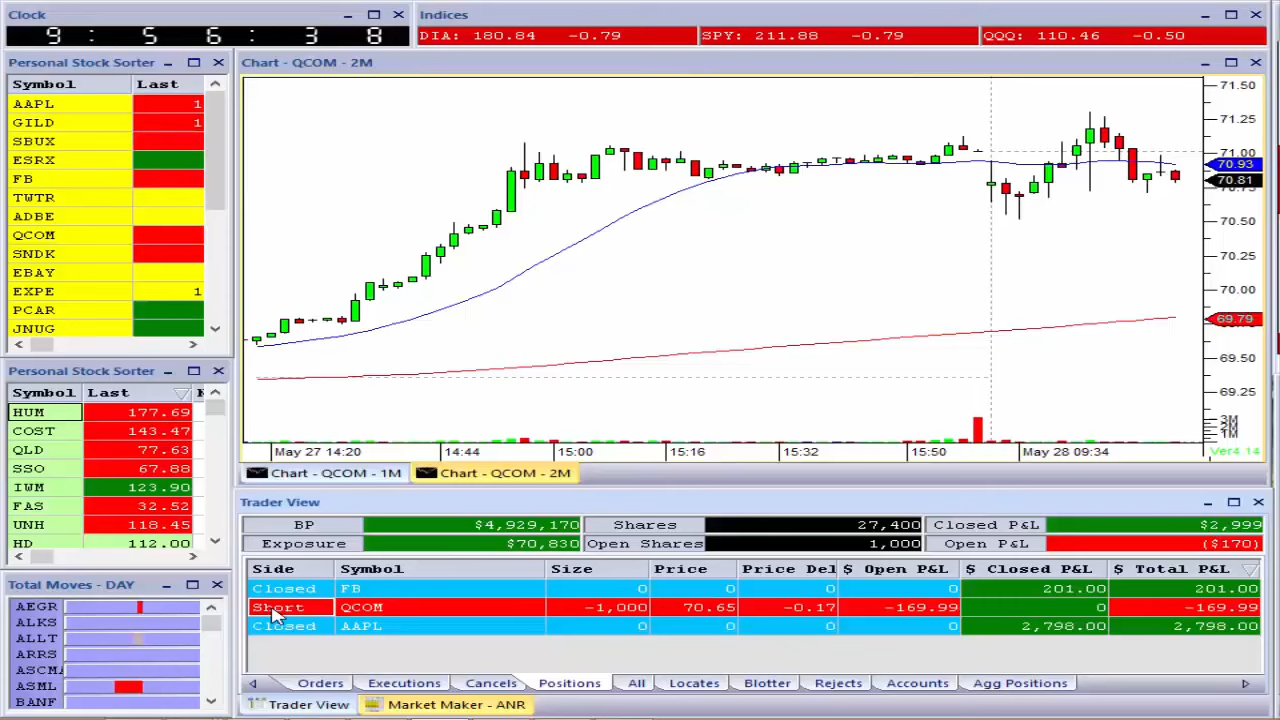 Clock
9 : 5 6 : 3 8
Indices
DIA: 180.84 -0.79 SPY: 211.88 -0.79 QQQ: 110.46 -0.50
Personal Stock Sorter
Symbol Last
AAPL 1
GILD 1
SBUX
ESRX
FB
TWTR
ADBE
QCOM
SNDK
EBAY
EXPE 1
PCAR
JNUG
Chart - QCOM - 2M
71.50
71.25
71.00
70.93
70.81
70.50
70.25
70.00
69.79
69.50
69.25
3M
2M
1M
May 27 14:20 14:44 15:00 15:16 15:32 15:50 May 28 09:34 Ver4.14
Chart - QCOM - 1M Chart - QCOM - 2M
Personal Stock Sorter
Symbol Last
HUM 177.69
COST 143.47
QLD 77.63
SSO 67.88
IWM 123.90
FAS 32.52
UNH 118.45
HD 112.00
Total Moves - DAY
AEGR
ALKS
ALLT
ARRS
ASCMA
ASML
BANF
Trader View
BP $4,929,170 Shares 27,400 Closed P&L $2,999
Exposure $70,830 Open Shares 1,000 Open P&L ($170)
Side Symbol Size Price Price Del $ Open P&L $ Closed P&L $ Total P&L
Closed FB 0 0 0 0 201.00 201.00
Short QCOM -1,000 70.65 -0.17 -169.99 0 -169.99
Closed AAPL 0 0 0 0 2,798.00 2,798.00
Orders Executions Cancels Positions All Locates Blotter Rejects Accounts Agg Positions
Trader View Market Maker - ANR